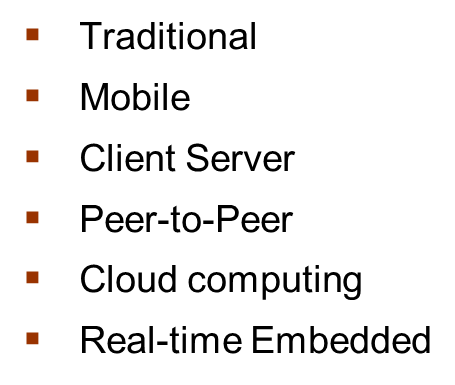 ▪ Traditional
▪ Mobile
▪ Client Server
▪ Peer-to-Peer
▪ Cloud computing
▪ Real-time Embedded